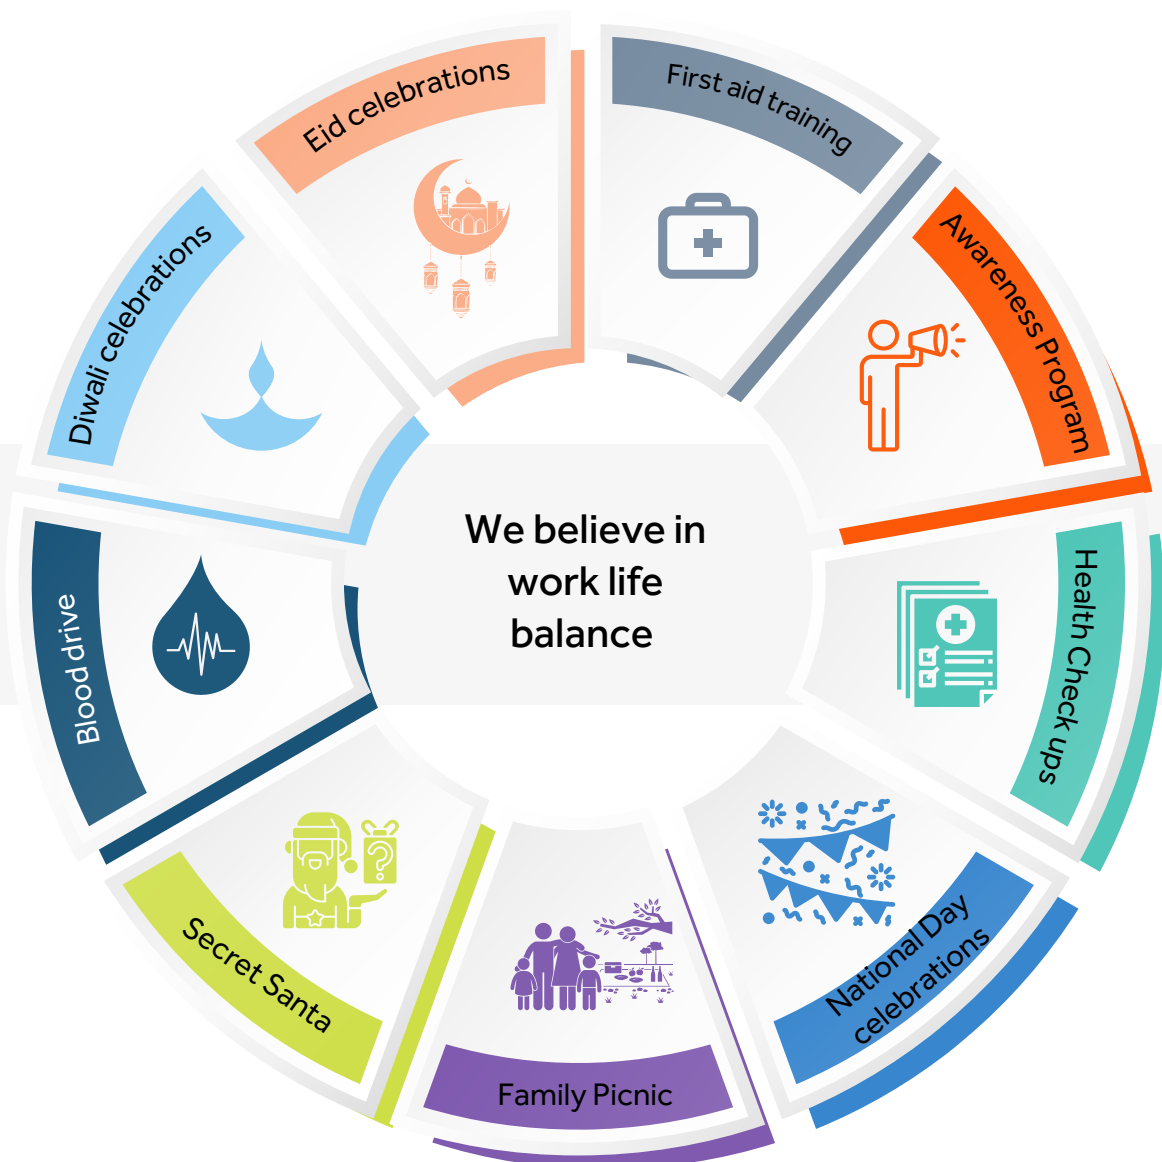 Eid celebrations
First aid training
Awareness Program
Health Check ups
National Day
celebrations
Family Picnic
Secret Santa
Blood drive
Diwali celebrations
We believe in
work life
balance